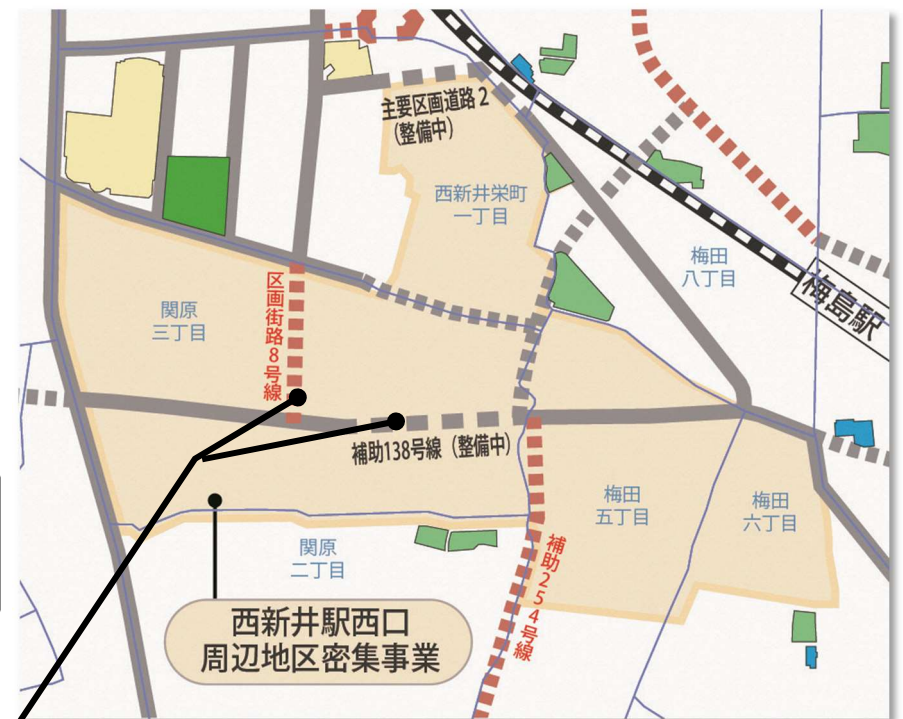 主要区画道路2
(整備中)
西新井栄町
一丁目
梅田
八丁目
梅島駅
関原
三丁目
区画街路8号線
補助138号線(整備中)
梅田
五丁目
梅田
六丁目
関原
二丁目
補助254号線
西新井駅西口
周辺地区密集事業